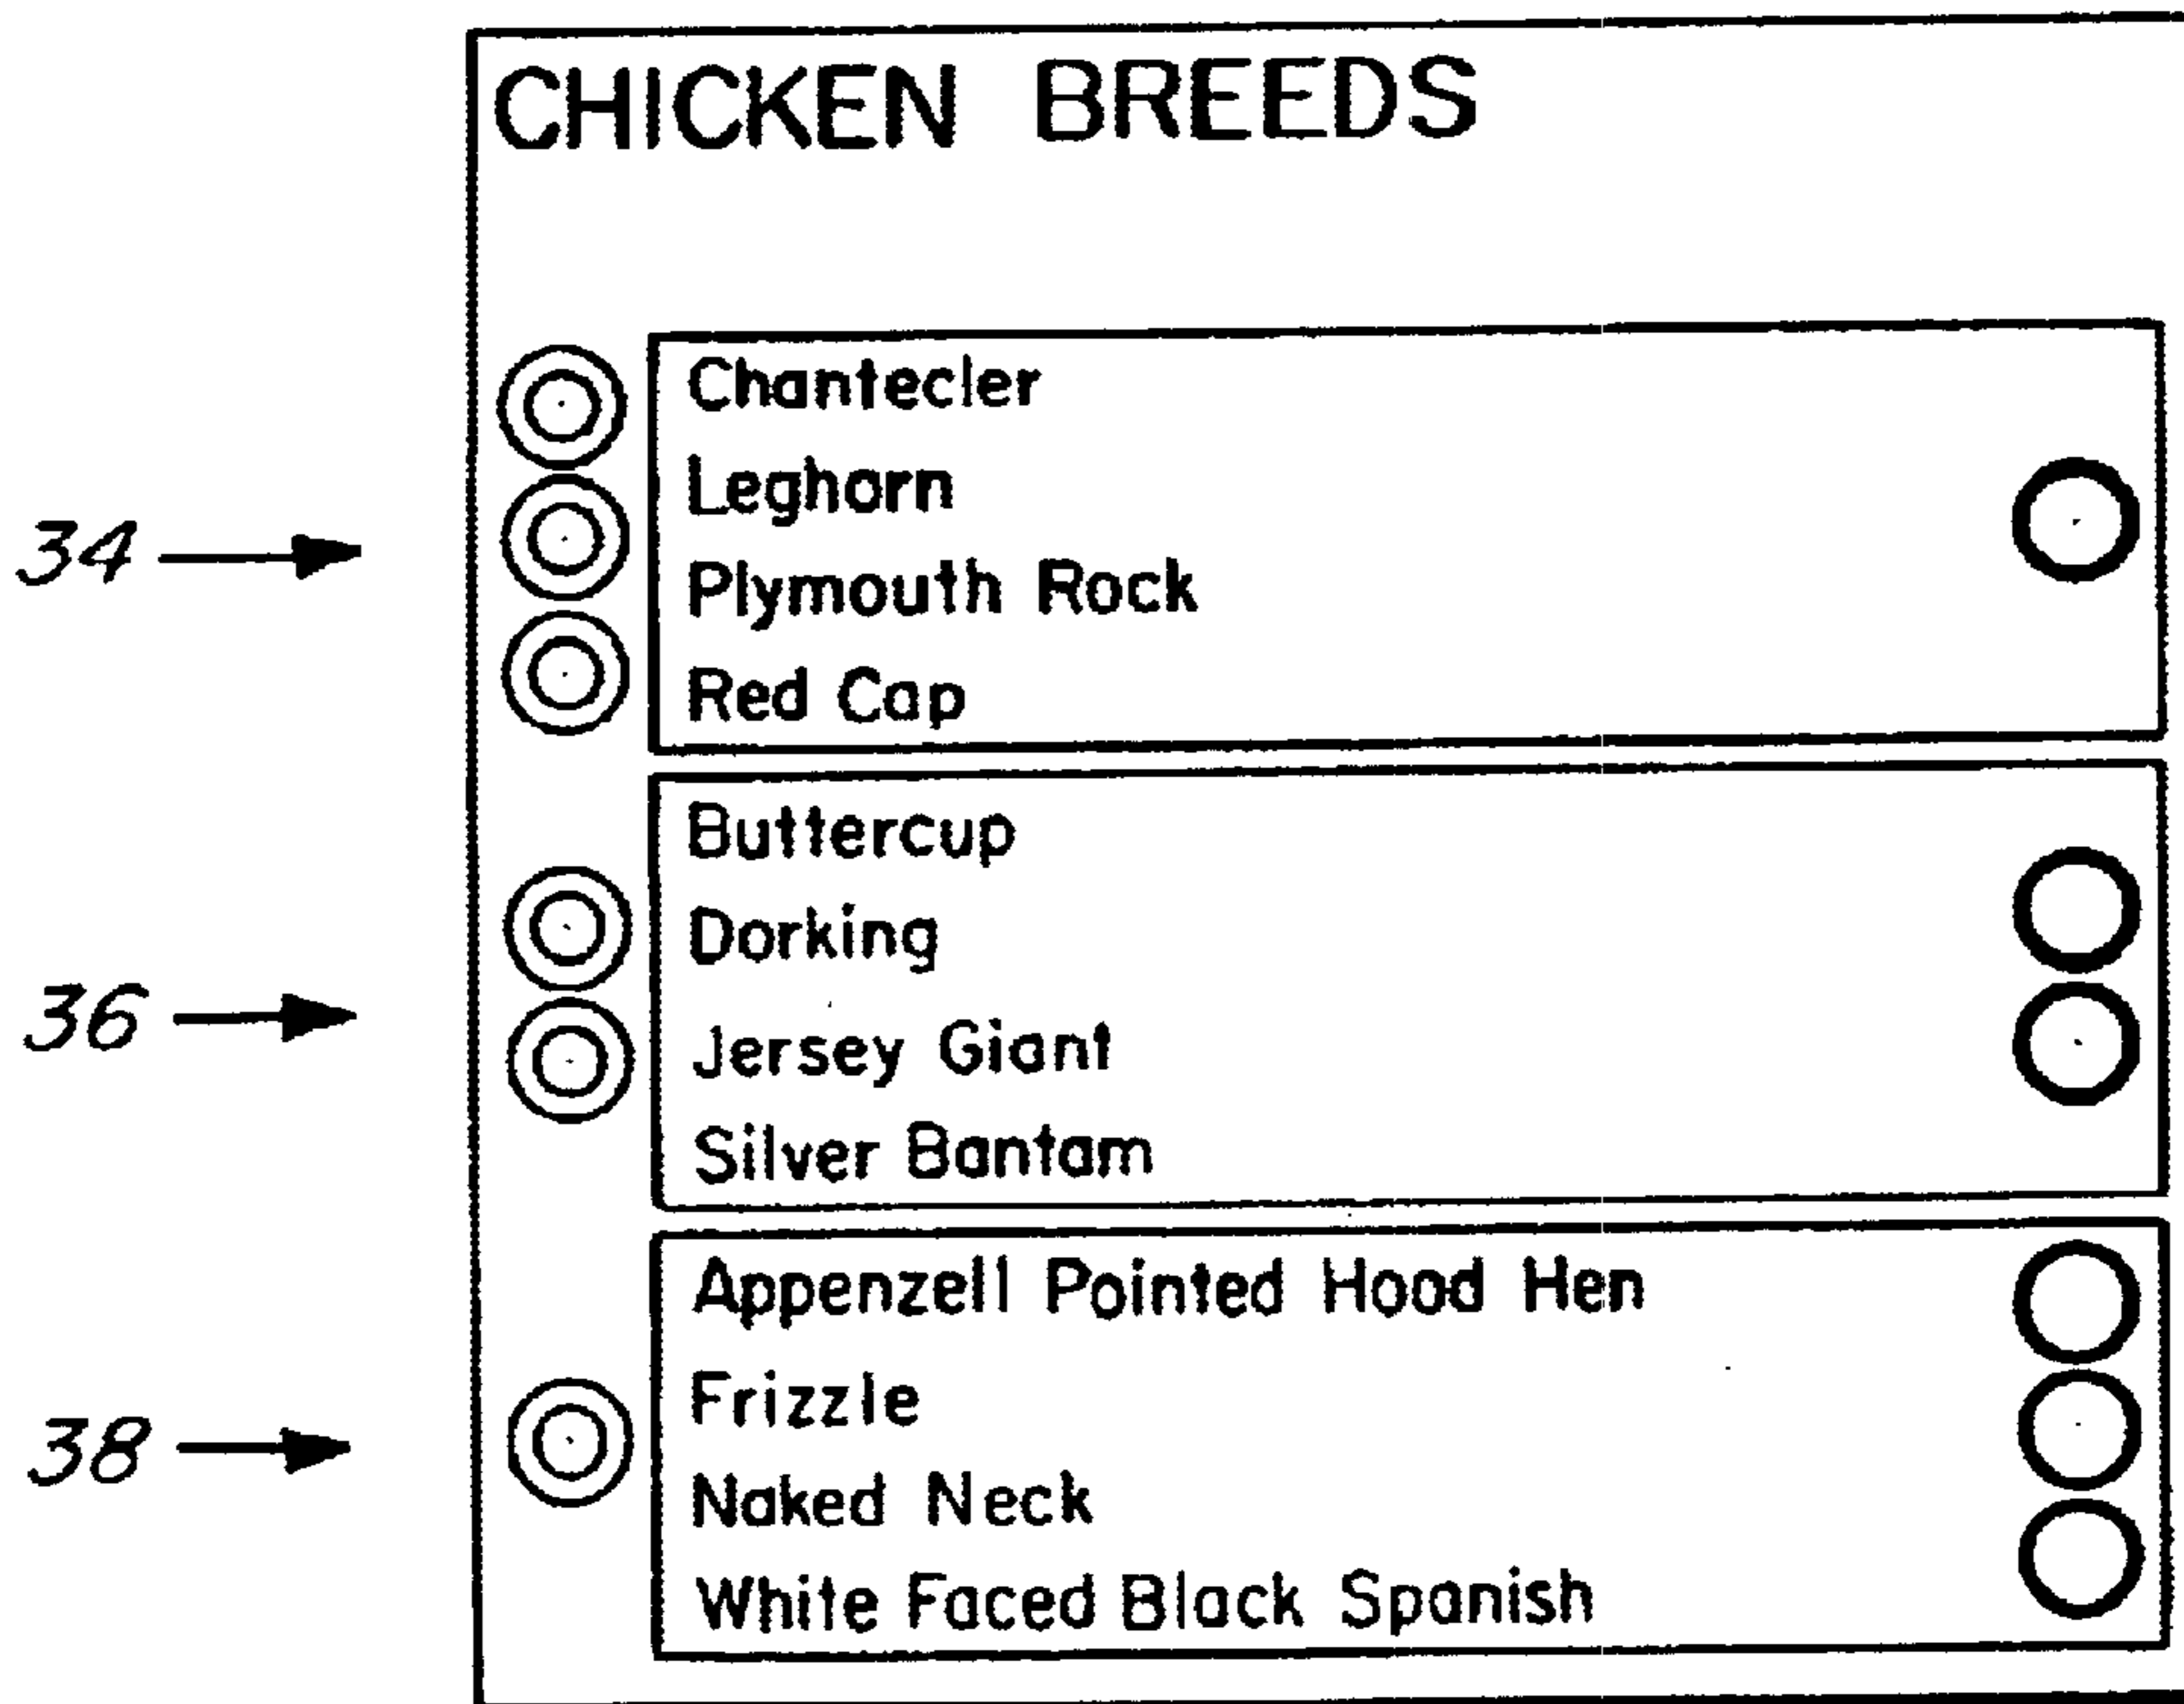 CHICKEN BREEDS
Chantecler
Leghorn
34
Plymouth Rock
Red Cap
Buttercup
Dorking
36
Jersey Giant
Silver Bantam
Appenzell Pointed Hood Hen
Frizzle
38
Naked Neck
White Faced Black Spanish